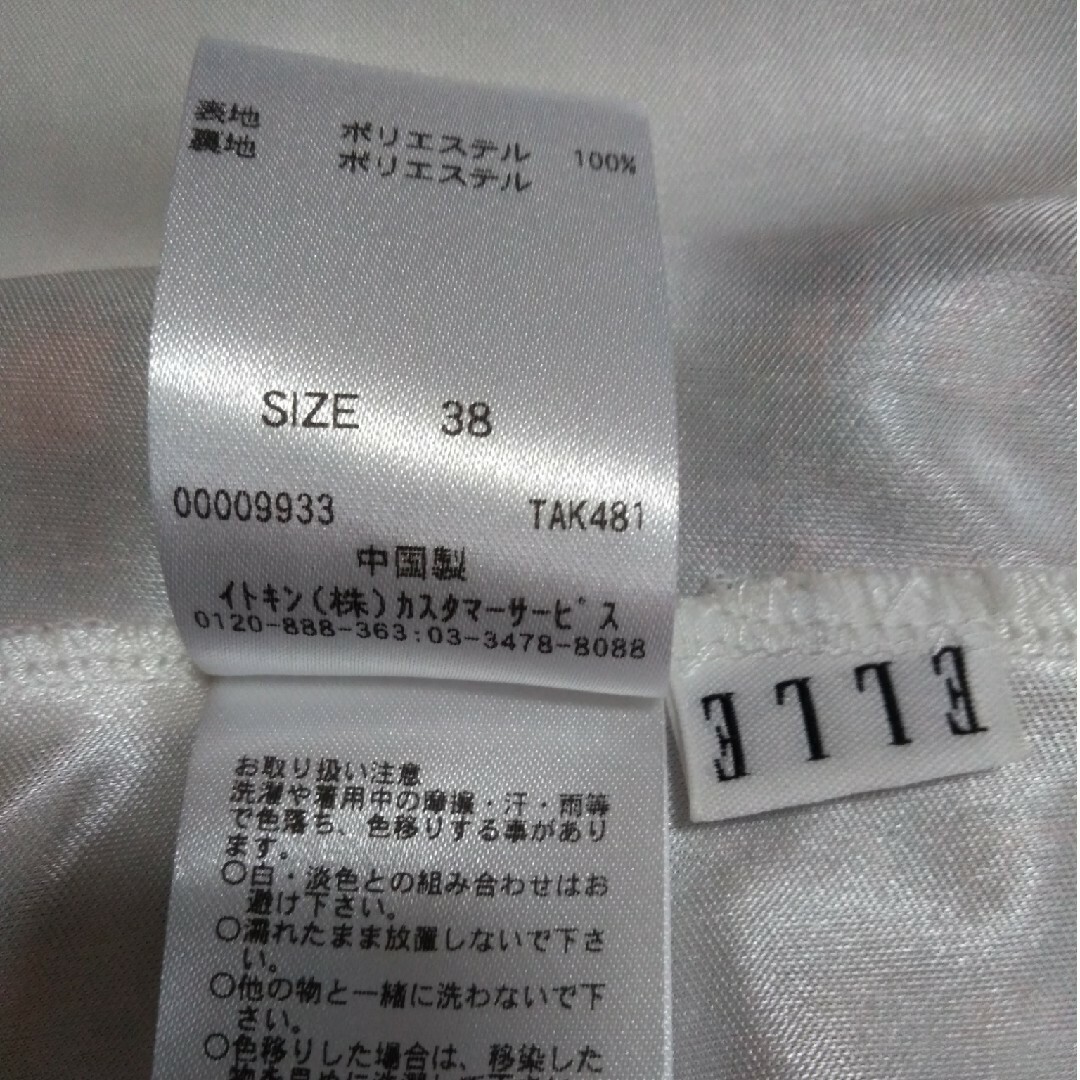 表地 ポリエステル 100%
裏地 ポリエステル
SIZE 38
00009933 TAK481
中国製
イトキン(株)カスタマーサービス
0120-888-363:03-3478-8088
ELLE
お取り扱い注意
洗濯や着用中の摩擦・汗・雨等
で色落ち、色移りする事があり
ます。
○白・淡色との組み合わせはお
避け下さい。
○濡れたまま放置しないで下さ
い。
○他の物と一緒に洗わないで下
さい。
○色移りした場合は、移染した